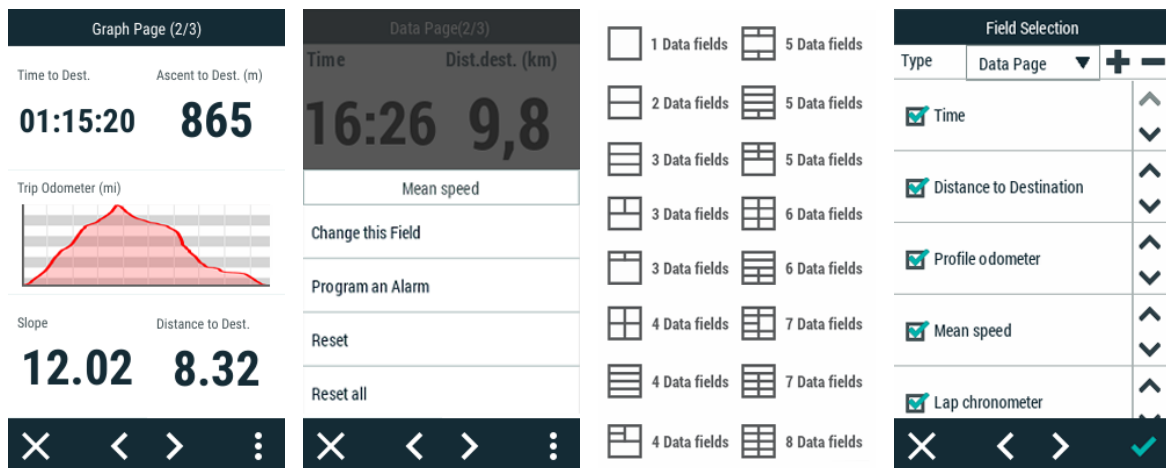 Graph Page (2/3)
Time to Dest. Ascent to Dest. (m)
01:15:20 865
Trip Odometer (mi)
Slope Distance to Dest.
12.02 8.32
Data Page(2/3)
Time Dist.dest. (km)
16:26 9,8
Mean speed
Change this Field
Program an Alarm
Reset
Reset all
1 Data fields 5 Data fields
2 Data fields 5 Data fields
3 Data fields 5 Data fields
3 Data fields 6 Data fields
3 Data fields 6 Data fields
4 Data fields 7 Data fields
4 Data fields 7 Data fields
4 Data fields 8 Data fields
Field Selection
Type Data Page
Time
Distance to Destination
Profile odometer
Mean speed
Lap chronometer